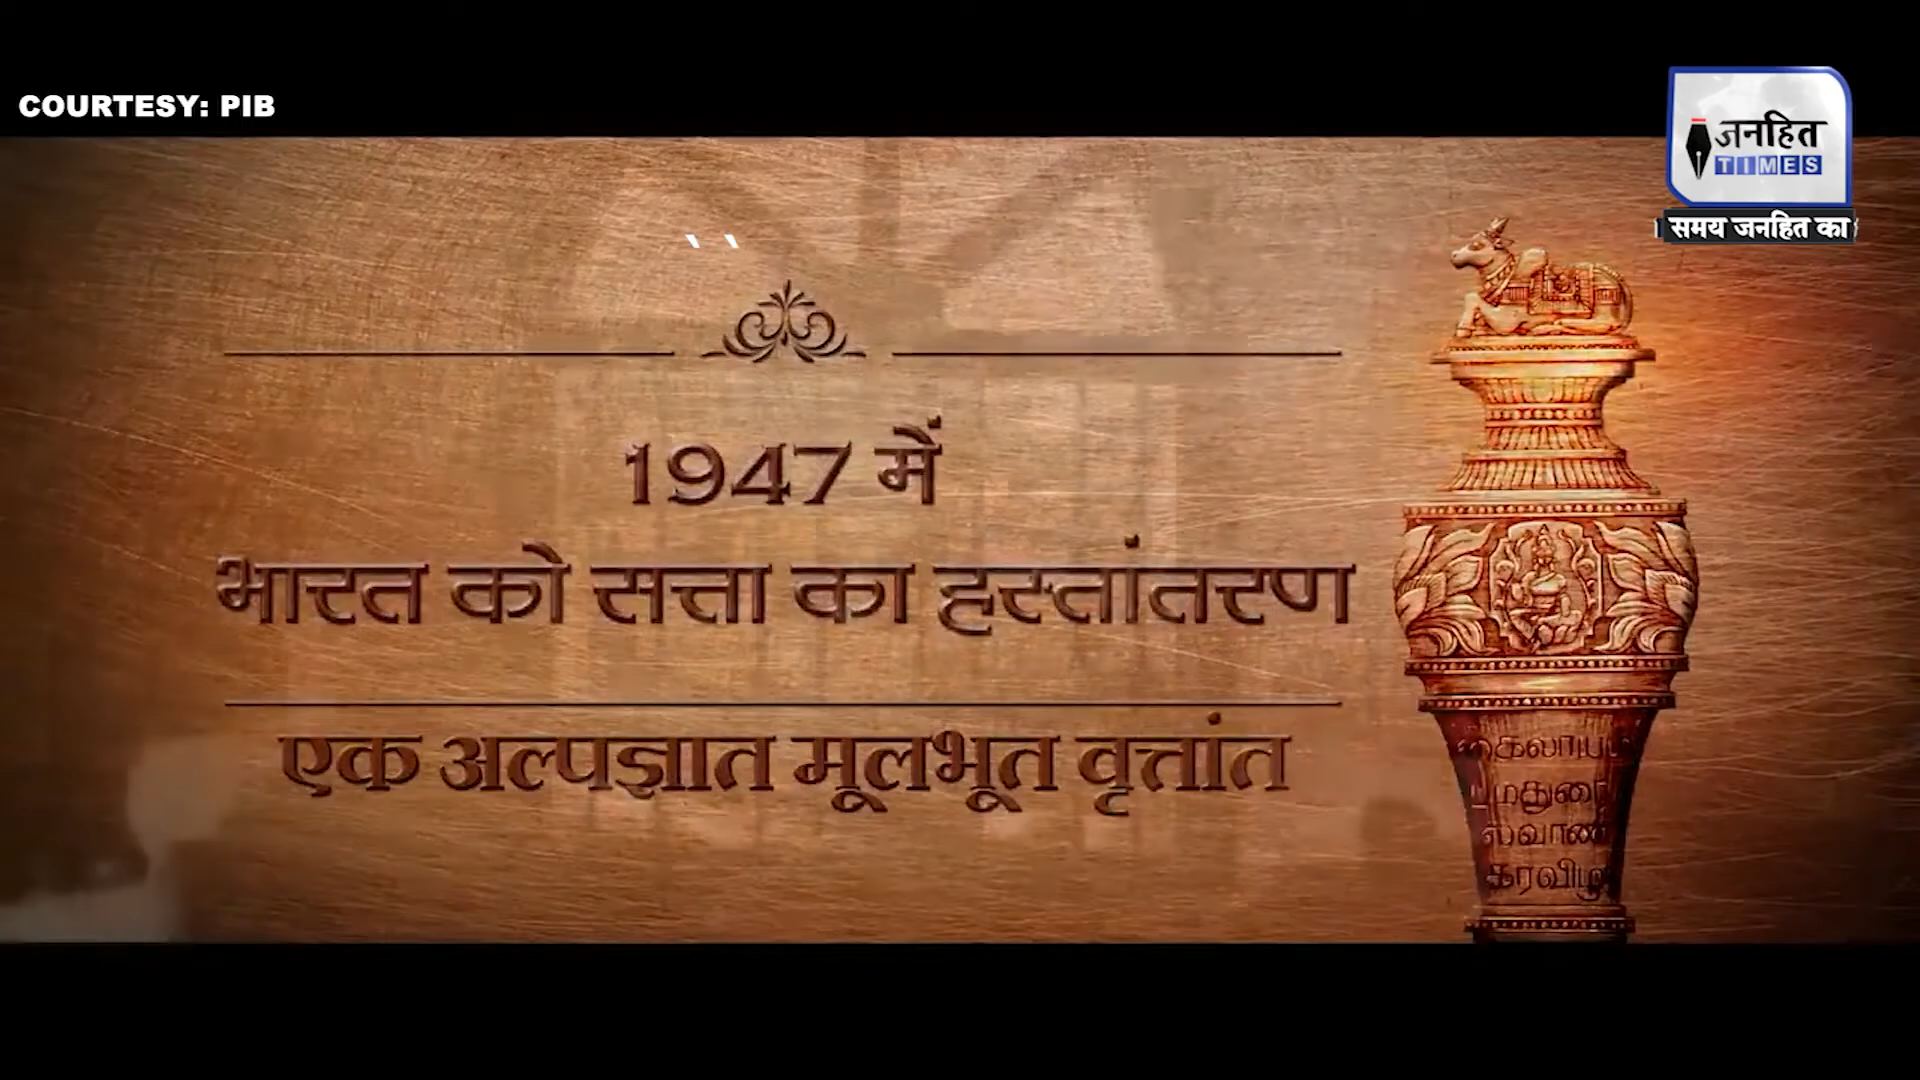 COURTESY: PIB
जनहित
TIMES
समय जनहित का
1947 में
भारत को सत्ता का हस्तांतरण
एक अल्पज्ञात मूलभूत वृत्तांत